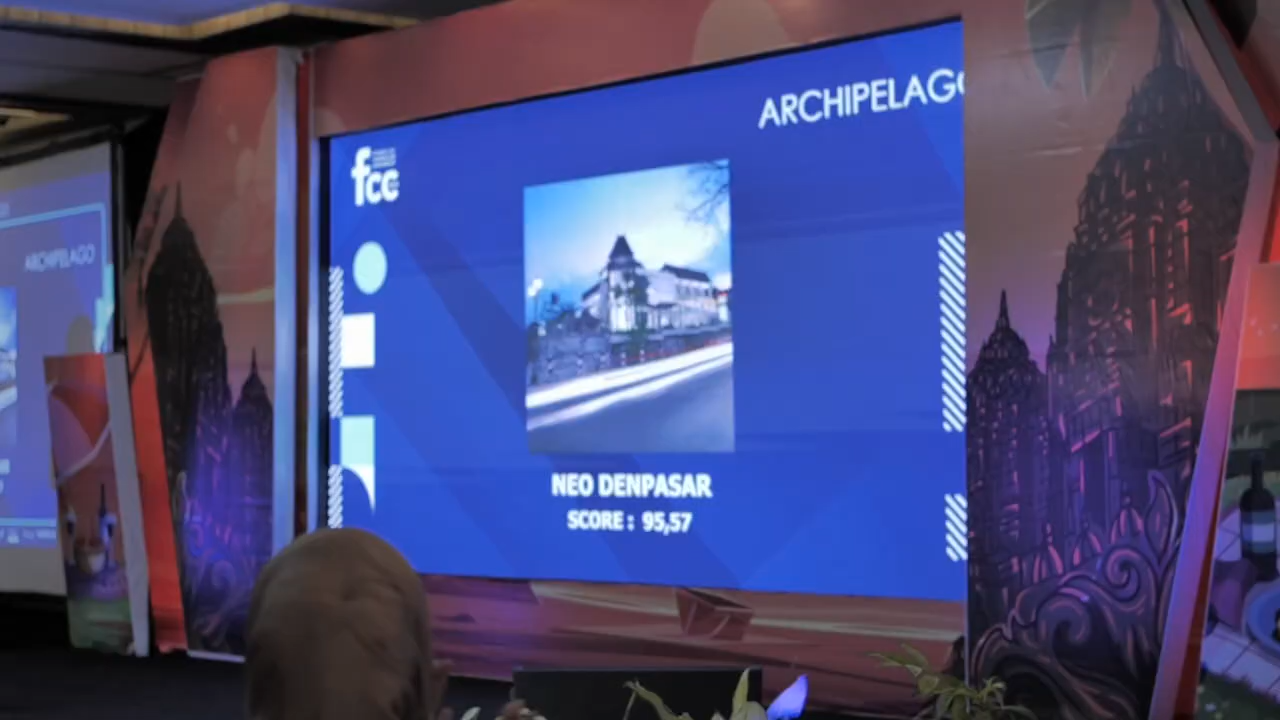 ARCHIPELAGO
fcc
ARCHIPELAGO
NEO DENPASAR
SCORE : 95,57